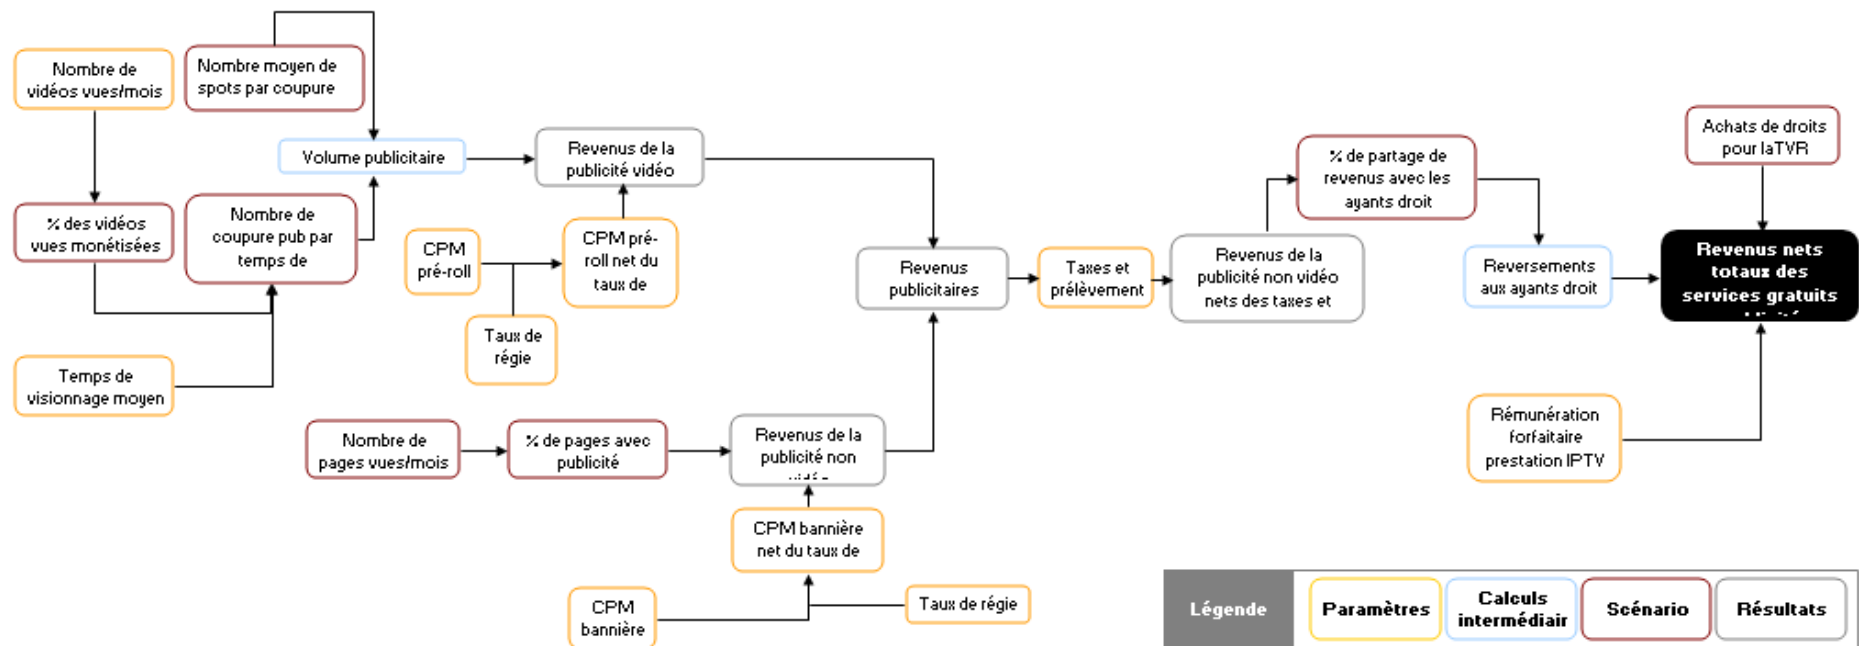 Nombre de
vidéos vues/mois
Nombre moyen de
spots par coupure
Volume publicitaire
Revenus de la
publicité vidéo
% des vidéos
vues monétisées
Nombre de
coupure pub par
temps de
CPM
pré-roll
CPM pré-
roll net du
taux de
Taux de
régie
Temps de
visionnage moyen
Nombre de
pages vues/mois
% de pages avec
publicité
Revenus de la
publicité non
CPM bannière
net du taux de
CPM
bannière
Taux de régie
Revenus
publicitaires
Taxes et
prélèvement
Revenus de la
publicité non vidéo
nets des taxes et
% de partage de
revenus avec les
ayants droit
Reversements
aux ayants droit
Achats de droits
pour laTVR
Revenus nets
totaux des
services gratuits
Rémunération
forfaitaire
prestation IPTV
Légende
Paramètres
Calculs
intermédiair
Scénario
Résultats